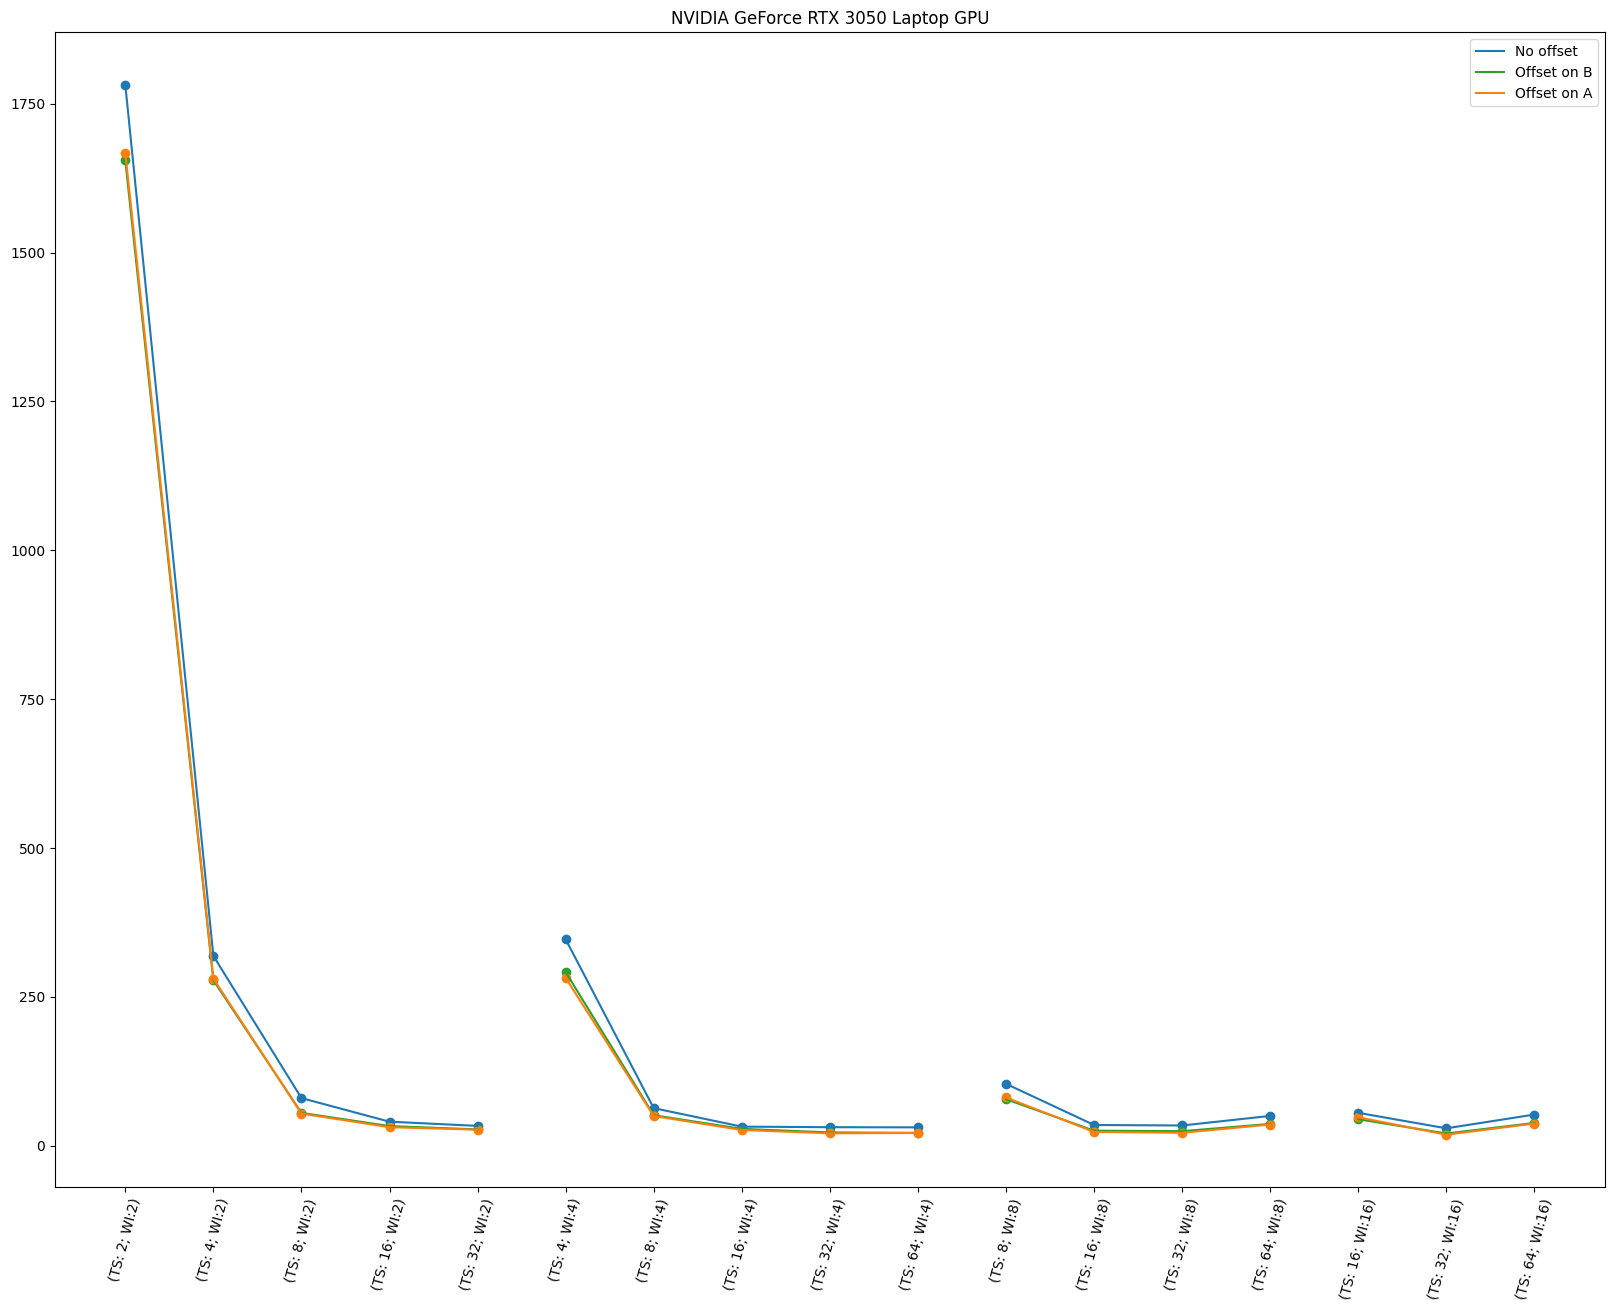 NVIDIA GeForce RTX 3050 Laptop GPU
No offset
Offset on B
Offset on A
1750
1500
1250
1000
750
500
250
0
(TS: 2; WI:2)
(TS: 4; WI:2)
(TS: 8; WI:2)
(TS: 16; WI:2)
(TS: 32; WI:2)
(TS: 4; WI:4)
(TS: 8; WI:4)
(TS: 16; WI:4)
(TS: 32; WI:4)
(TS: 64; WI:4)
(TS: 8; WI:8)
(TS: 16; WI:8)
(TS: 32; WI:8)
(TS: 64; WI:8)
(TS: 16; WI:16)
(TS: 32; WI:16)
(TS: 64; WI:16)